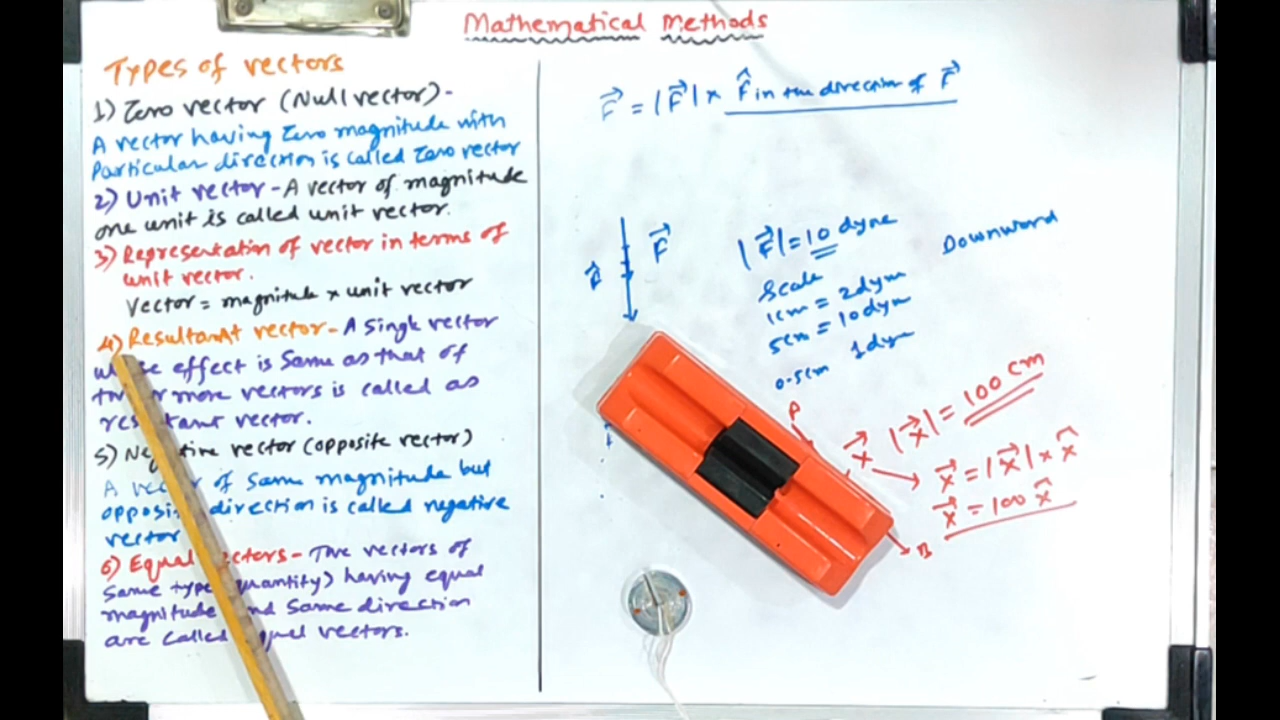 Mathematical Methods
Types of vectors
1) Zero vector (Null vector) -
A vector having Zero magnitude with
Particular direction is called Zero vector
2) Unit vector - A vector of magnitude
one unit is called unit vector.
3) Representation of vector in terms of
unit vector.
Vector = magnitude × unit vector
4) Resultant vector - A Single vector
effect is Same as that of
more vectors is called as
vector.
5) vector (opposite vector)
A of Same magnitude but
direction is called negative
vector
6) Equal vectors - The vectors of
Same type quantity) having equal
magnitude and Same direction
are called equal vectors.
F⃗ = |F⃗| × F̂ in the direction of F⃗
F⃗
|F⃗| = 10 dyne
Downward
Scale
1cm = 2dyn
5cm = 10dyn
0.5cm 1dyn
A
X⃗ |X⃗| = 100 cm
X⃗ = |X⃗| × X̂
X⃗ = 100 X̂
B